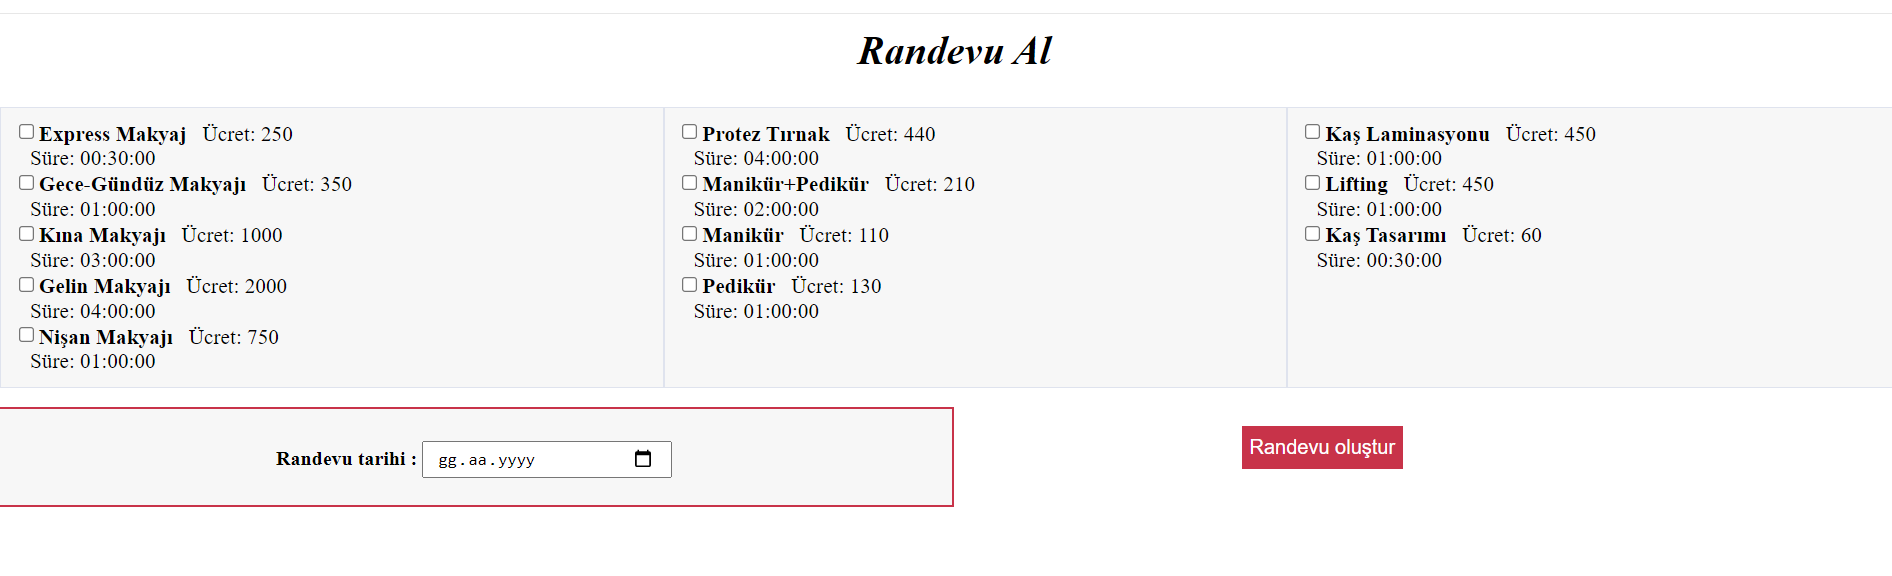 Randevu Al
Express Makyaj Ücret: 250
Süre: 00:30:00
Gece-Gündüz Makyajı Ücret: 350
Süre: 01:00:00
Kına Makyajı Ücret: 1000
Süre: 03:00:00
Gelin Makyajı Ücret: 2000
Süre: 04:00:00
Nişan Makyajı Ücret: 750
Süre: 01:00:00
Protez Tırnak Ücret: 440
Süre: 04:00:00
Manikür+Pedikür Ücret: 210
Süre: 02:00:00
Manikür Ücret: 110
Süre: 01:00:00
Pedikür Ücret: 130
Süre: 01:00:00
Kaş Laminasyonu Ücret: 450
Süre: 01:00:00
Lifting Ücret: 450
Süre: 01:00:00
Kaş Tasarımı Ücret: 60
Süre: 00:30:00
Randevu tarihi : gg.aa.yyyy
Randevu oluştur